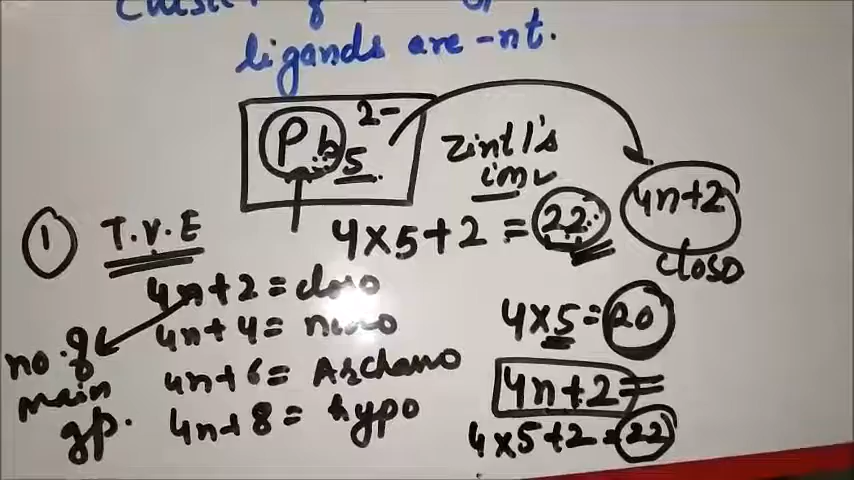 ligands are -nt.
Pb5 2-
Zintl's
imv
4n+2
closo
4×5+2 = 22
1 T.V.E
4n+2 = closo
4n+4 = nido
4n+6 = Archano
4n+8 = hypo
no. of
main
gp.
4×5=20
4n+2=
4×5+2=22